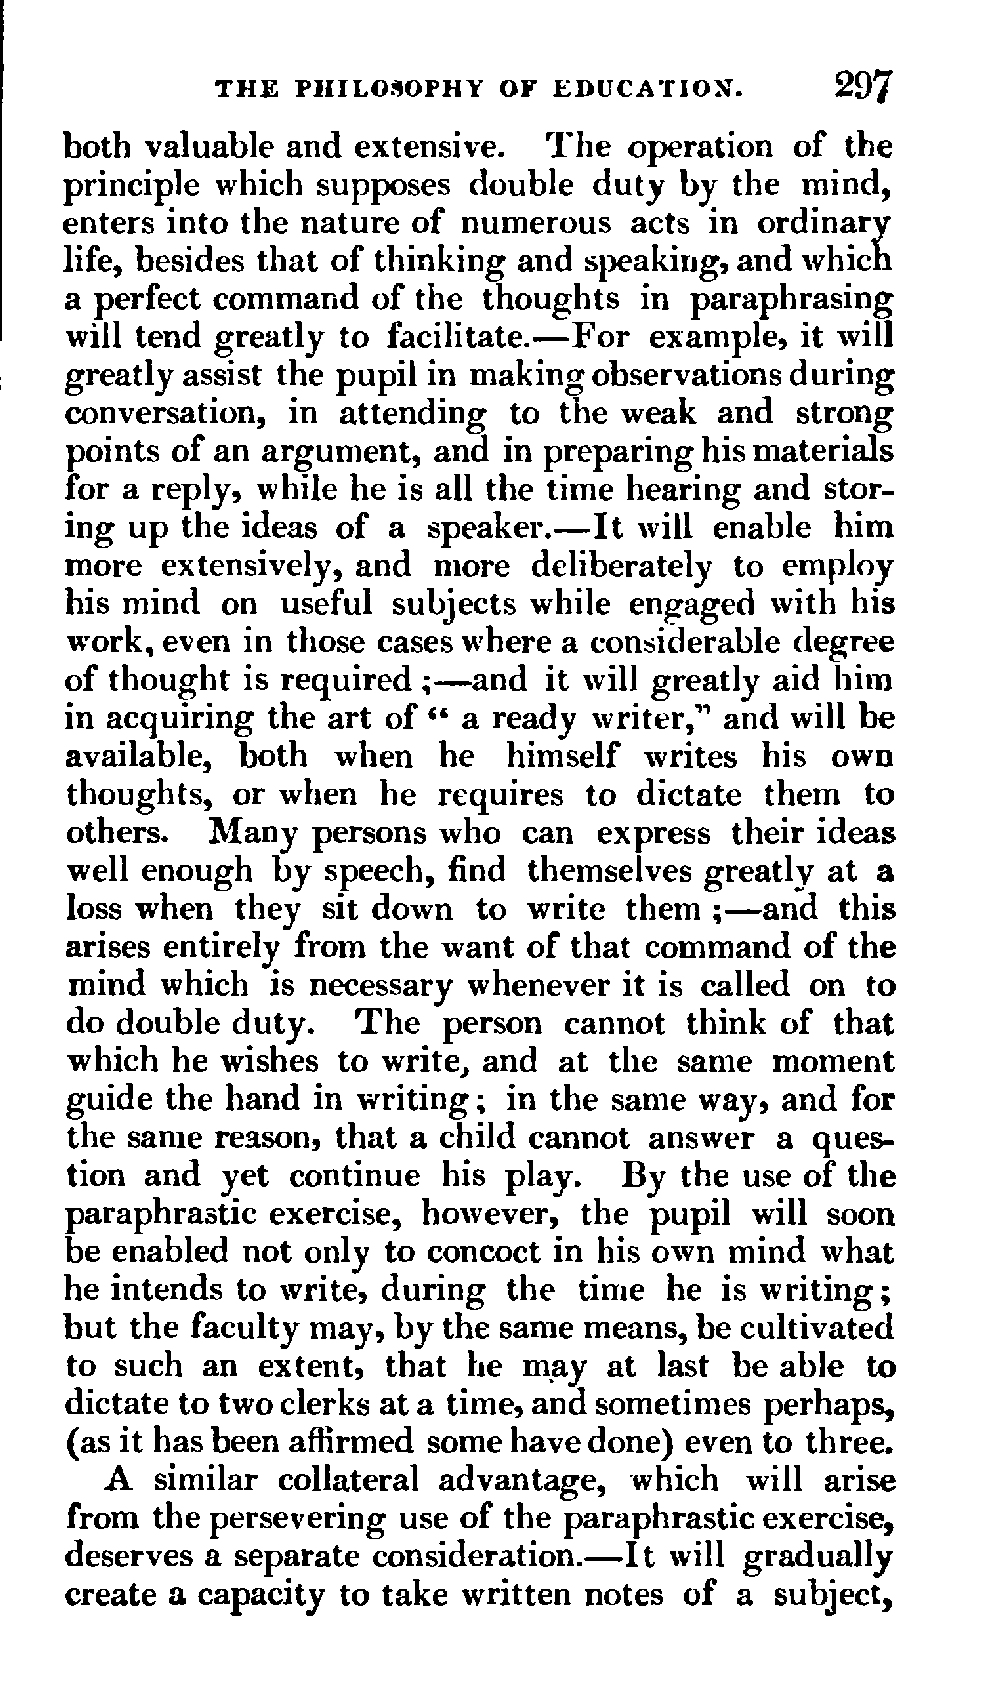 THE PHILOSOPHY OF EDUCATION. 297
both valuable and extensive. The operation of the
principle which supposes double duty by the mind,
enters into the nature of numerous acts in ordinary
life, besides that of thinking and speaking, and which
a perfect command of the thoughts in paraphrasing
will tend greatly to facilitate.—For example, it will
greatly assist the pupil in making observations during
conversation, in attending to the weak and strong
points of an argument, and in preparing his materials
for a reply, while he is all the time hearing and stor-
ing up the ideas of a speaker.—It will enable him
more extensively, and more deliberately to employ
his mind on useful subjects while engaged with his
work, even in those cases where a considerable degree
of thought is required ;—and it will greatly aid him
in acquiring the art of “ a ready writer,” and will be
available, both when he himself writes his own
thoughts, or when he requires to dictate them to
others. Many persons who can express their ideas
well enough by speech, find themselves greatly at a
loss when they sit down to write them ;—and this
arises entirely from the want of that command of the
mind which is necessary whenever it is called on to
do double duty. The person cannot think of that
which he wishes to write, and at the same moment
guide the hand in writing; in the same way, and for
the same reason, that a child cannot answer a ques-
tion and yet continue his play. By the use of the
paraphrastic exercise, however, the pupil will soon
be enabled not only to concoct in his own mind what
he intends to write, during the time he is writing;
but the faculty may, by the same means, be cultivated
to such an extent, that he may at last be able to
dictate to two clerks at a time, and sometimes perhaps,
(as it has been affirmed some have done) even to three.
A similar collateral advantage, which will arise
from the persevering use of the paraphrastic exercise,
deserves a separate consideration.—It will gradually
create a capacity to take written notes of a subject,